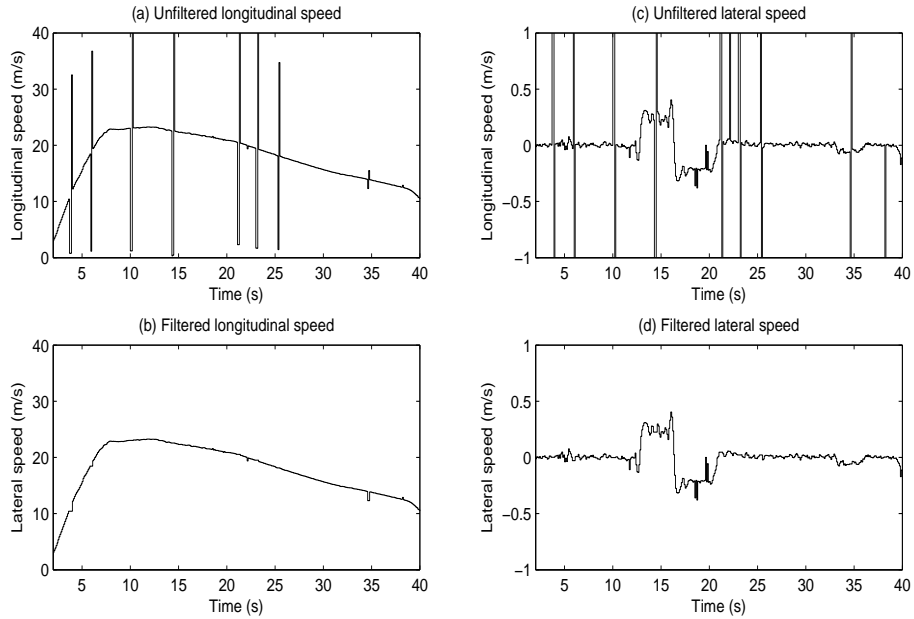 (a) Unfiltered longitudinal speed
Longitudinal speed (m/s)
40
30
20
10
0
5 10 15 20 25 30 35 40
Time (s)
(c) Unfiltered lateral speed
Longitudinal speed (m/s)
1
0.5
0
−0.5
−1
5 10 15 20 25 30 35 40
Time (s)
(b) Filtered longitudinal speed
Lateral speed (m/s)
40
30
20
10
0
5 10 15 20 25 30 35 40
Time (s)
(d) Filtered lateral speed
Lateral speed (m/s)
1
0.5
0
−0.5
−1
5 10 15 20 25 30 35 40
Time (s)